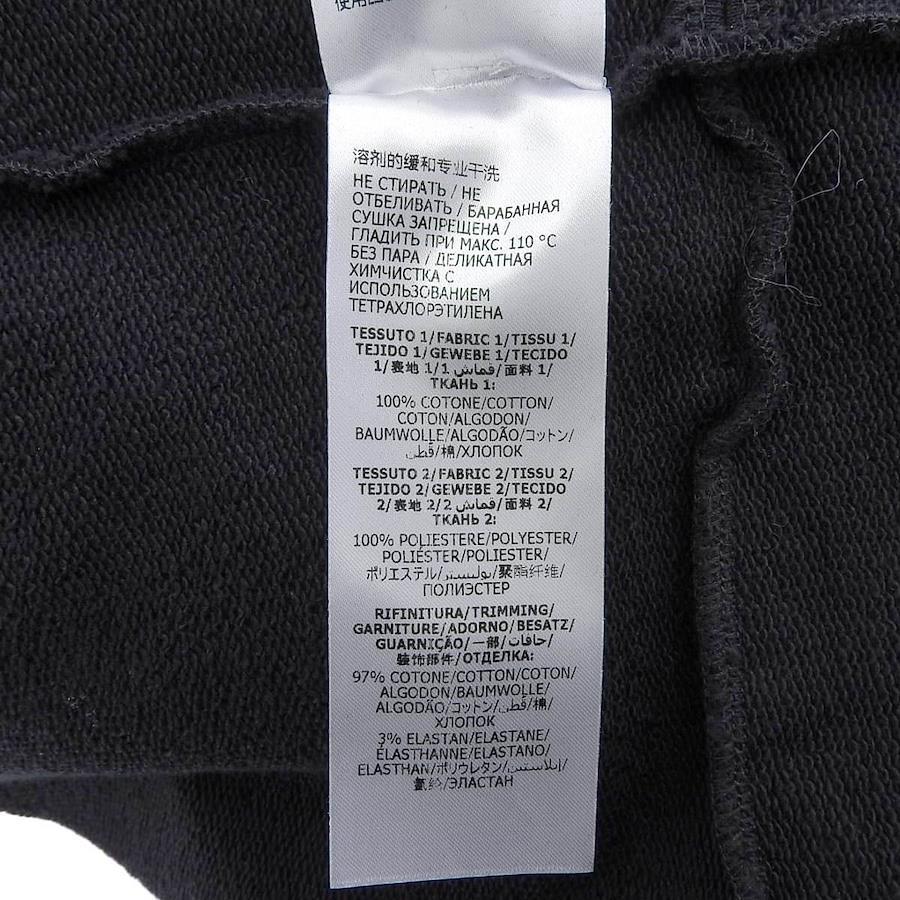 溶剂的缓和专业干洗
НЕ СТИРАТЬ / НЕ
ОТБЕЛИВАТЬ / БАРАБАННАЯ
СУШКА ЗАПРЕЩЕНА /
ГЛАДИТЬ ПРИ МАКС. 110 °C
БЕЗ ПАРА / ДЕЛИКАТНАЯ
ХИМЧИСТКА С
ИСПОЛЬЗОВАНИЕМ
ТЕТРАХЛОРЭТИЛЕНА
TESSUTO 1/FABRIC 1/TISSU 1/
TEJIDO 1/GEWEBE 1/TECIDO
1/表地 1/قماش 1/面料 1/
ТКАНЬ 1:
100% COTONE/COTTON/
COTON/ALGODON/
BAUMWOLLE/ALGODÃO/コットン/
قطن/棉/ХЛОПОК
TESSUTO 2/FABRIC 2/TISSU 2/
TEJIDO 2/GEWEBE 2/TECIDO
2/表地 2/قماش 2/面料 2/
ТКАНЬ 2:
100% POLIESTERE/POLYESTER/
POLIÉSTER/POLIESTER/
ポリエステル/بوليستر/聚酯纤维/
ПОЛИЭСТЕР
RIFINITURA/TRIMMING/
GARNITURE/ADORNO/BESATZ/
GUARNIÇÃO/一部/حافات/
装饰部件/ОТДЕЛКА:
97% COTONE/COTTON/COTON/
ALGODON/BAUMWOLLE/
ALGODÃO/コットン/قطن/棉/
ХЛОПОК
3% ELASTAN/ELASTANE/
ÉLASTHANNE/ELASTANO/
ELASTHAN/ポリウレタン/إيلاستين/
氨纶/ЭЛАСТАН